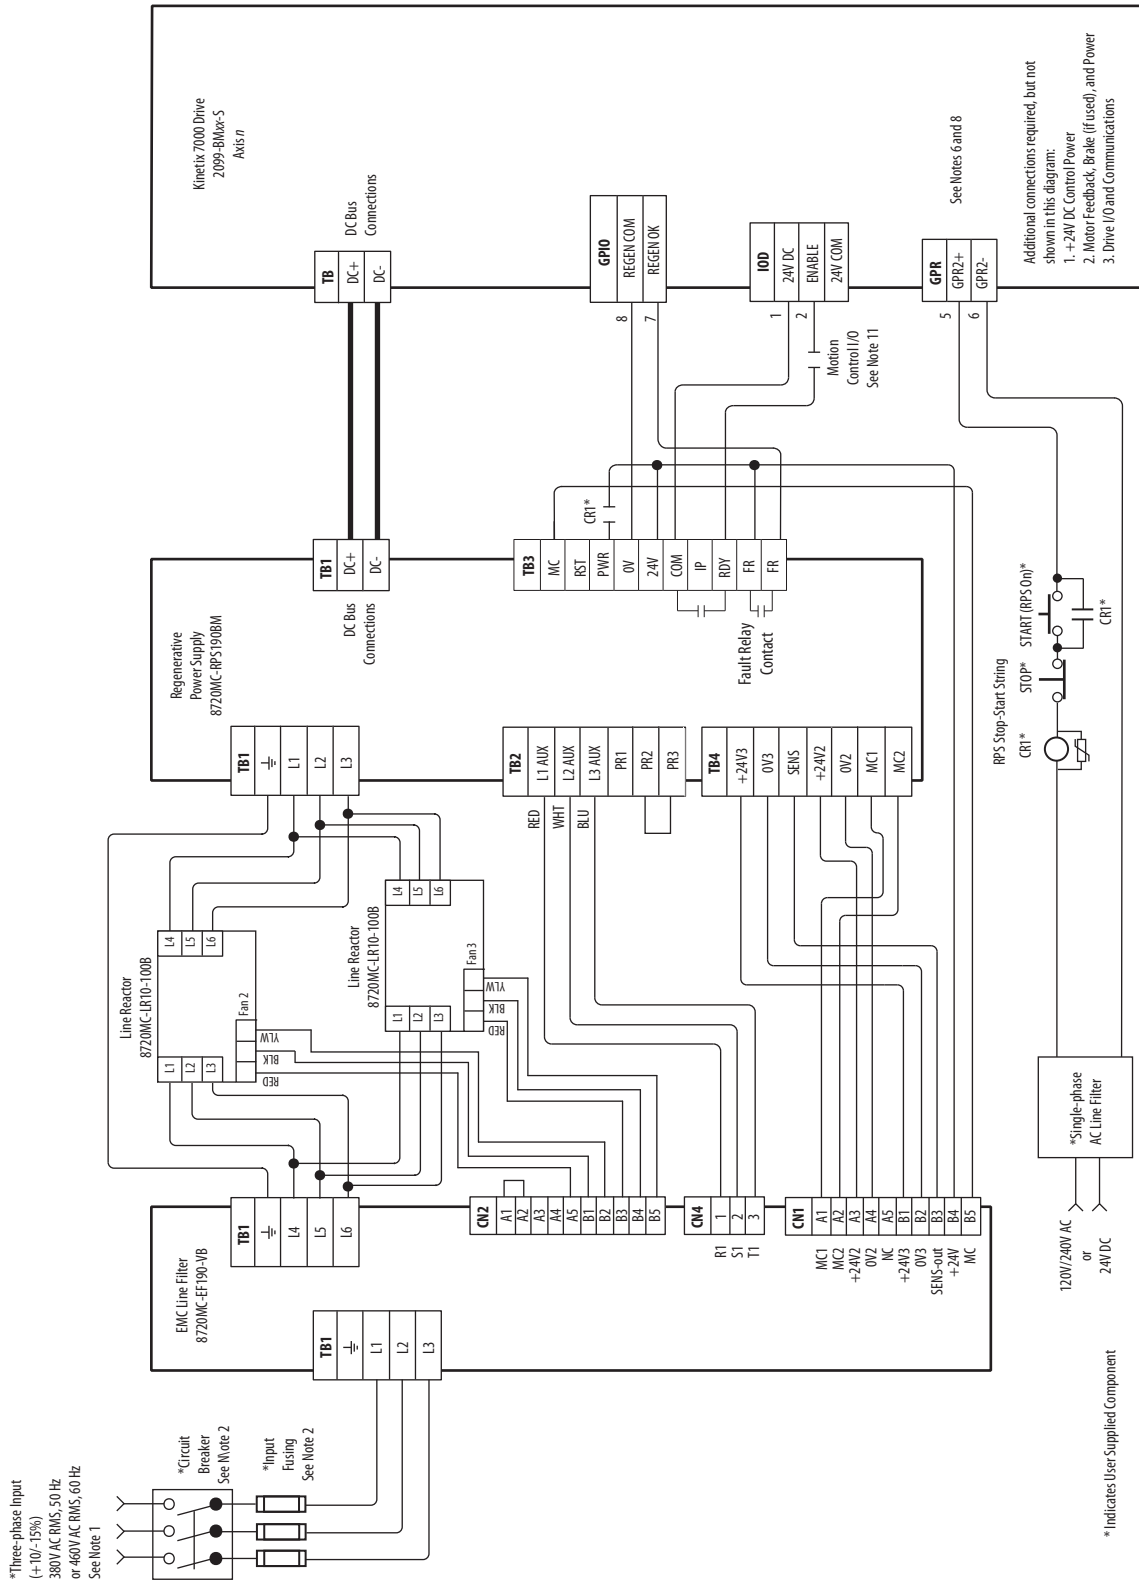 *Three-phase Input
(+10/-15%)
380V AC RMS, 50 Hz
or 460V AC RMS, 60 Hz
See Note 1
*Circuit
Breaker
See N\ote 2
*Input
Fusing
See Note 2
EMC Line Filter
8720MC-EF190-VB
TB1
L1
L2
L3
TB1
L4
L5
L6
CN2
A1
A2
A3
A4
A5
B1
B2
B3
B4
B5
CN4
1
2
3
R1
S1
T1
CN1
A1
A2
A3
A4
A5
B1
B2
B3
B4
B5
MC1
MC2
+24V2
0V2
NC
+24V3
0V3
SENS-out
+24V
MC
Line Reactor
8720MC-LR10-100B
L1
L2
L3
L4
L5
L6
Fan 2
RED
BLK
YLW
Line Reactor
8720MC-LR10-100B
L1
L2
L3
L4
L5
L6
Fan 3
RED
BLK
YLW
Regenerative
Power Supply
8720MC-RPS190BM
TB1
L1
L2
L3
TB2
L1 AUX
L2 AUX
L3 AUX
PR1
PR2
PR3
RED
WHT
BLU
TB4
+24V3
0V3
SENS
+24V2
0V2
MC1
MC2
TB1
DC+
DC-
DC Bus
Connections
TB3
MC
RST
PWR
0V
24V
COM
IP
RDY
FR
FR
Fault Relay
Contact
CR1*
Kinetix 7000 Drive
2099-BMxx-S
Axis n
TB
DC+
DC-
DC Bus
Connections
GPIO
REGEN COM
REGEN OK
8
7
IOD
24V DC
ENABLE
24V COM
1
2
Motion
Control I/O
See Note 11
GPR
GPR2+
GPR2-
5
6
See Notes 6 and 8
Additional connections required, but not
shown in this diagram:
1. +24V DC Control Power
2. Motor Feedback, Brake (if used), and Power
3. Drive I/O and Communications
RPS Stop-Start String
CR1*
STOP*
START (RPS On)*
CR1*
*Single-phase
AC Line Filter
120V/240V AC
or
24V DC
* Indicates User Supplied Component